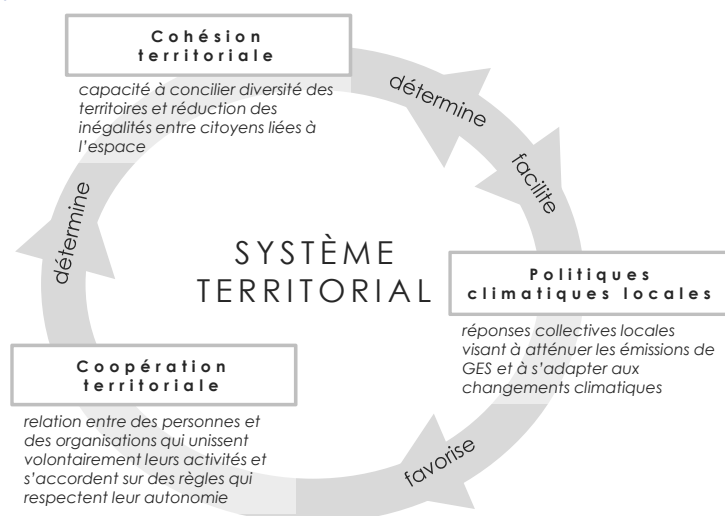 Cohésion
territoriale
capacité à concilier diversité des
territoires et réduction des
inégalités entre citoyens liées à
l'espace
détermine
facilite
détermine
SYSTÈME
TERRITORIAL
Politiques
climatiques locales
réponses collectives locales
visant à atténuer les émissions de
GES et à s'adapter aux
changements climatiques
Coopération
territoriale
relation entre des personnes et
des organisations qui unissent
volontairement leurs activités et
s'accordent sur des règles qui
respectent leur autonomie
favorise